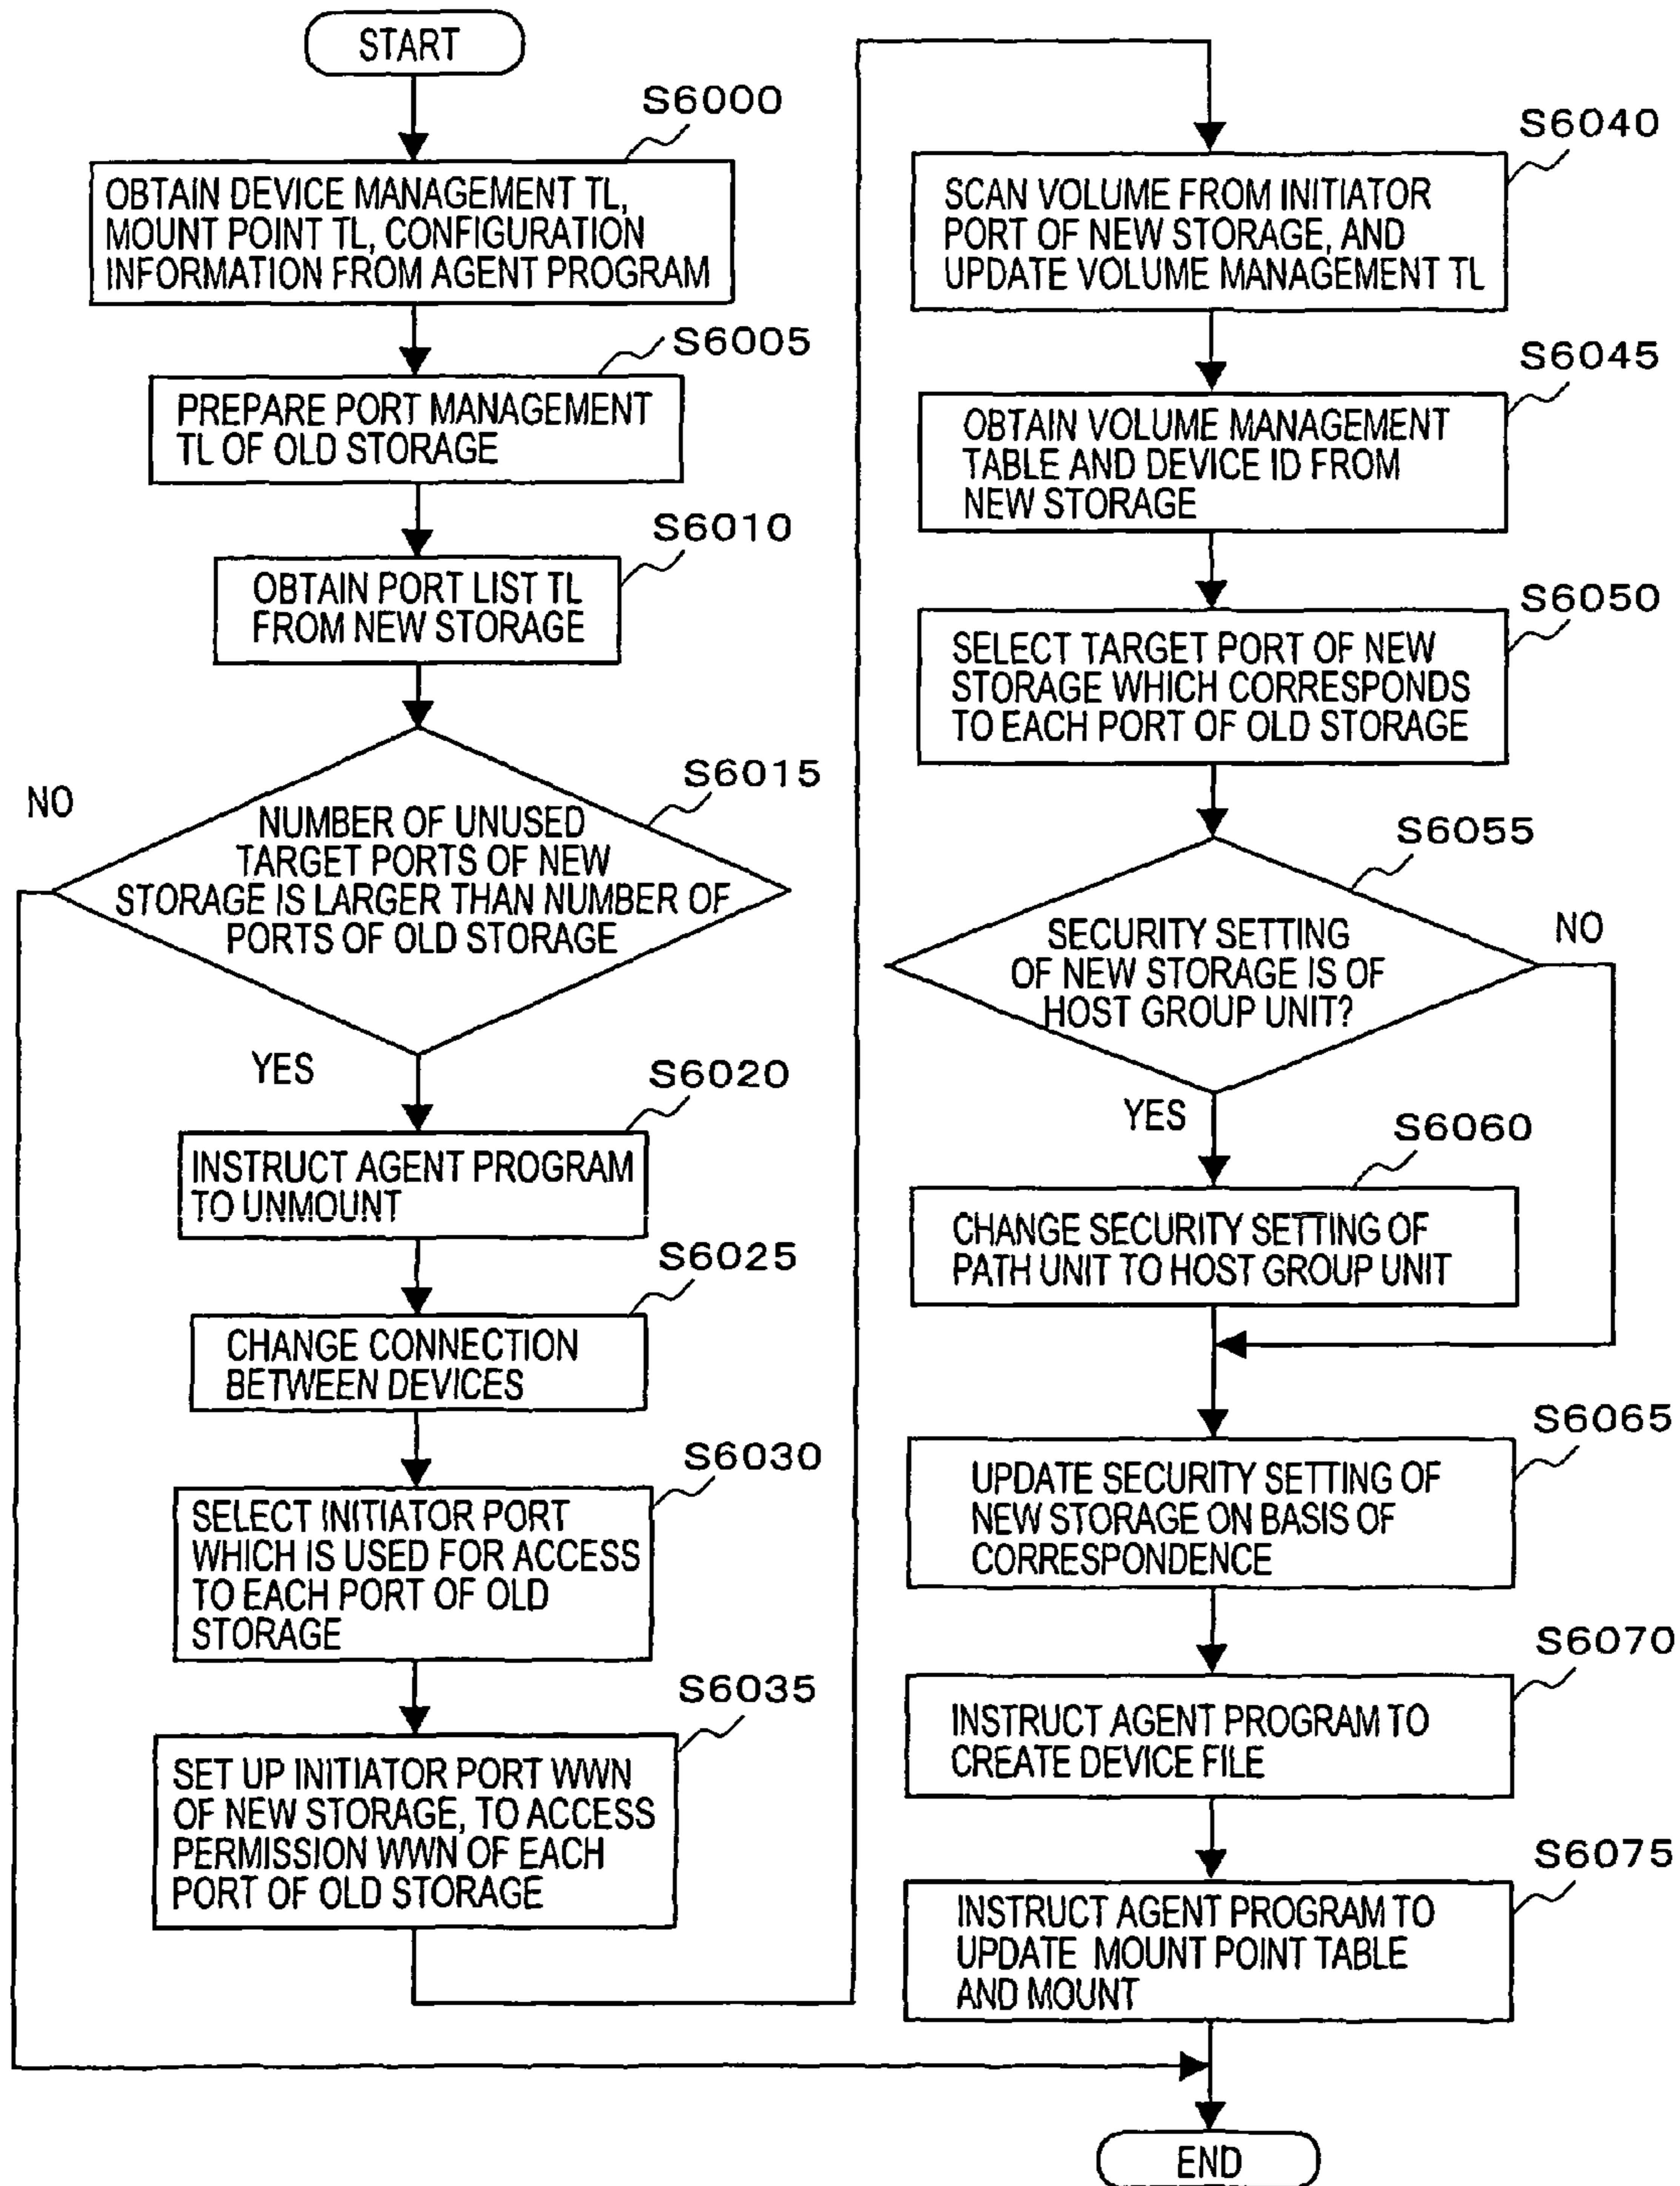 START
S6000
OBTAIN DEVICE MANAGEMENT TL,
MOUNT POINT TL, CONFIGURATION
INFORMATION FROM AGENT PROGRAM
S6005
PREPARE PORT MANAGEMENT
TL OF OLD STORAGE
S6010
OBTAIN PORT LIST TL
FROM NEW STORAGE
S6015
NO
NUMBER OF UNUSED
TARGET PORTS OF NEW
STORAGE IS LARGER THAN NUMBER OF
PORTS OF OLD STORAGE
YES
S6020
INSTRUCT AGENT PROGRAM
TO UNMOUNT
S6025
CHANGE CONNECTION
BETWEEN DEVICES
S6030
SELECT INITIATOR PORT
WHICH IS USED FOR ACCESS
TO EACH PORT OF OLD
STORAGE
S6035
SET UP INITIATOR PORT WWN
OF NEW STORAGE, TO ACCESS
PERMISSION WWN OF EACH
PORT OF OLD STORAGE
S6040
SCAN VOLUME FROM INITIATOR
PORT OF NEW STORAGE, AND
UPDATE VOLUME MANAGEMENT TL
S6045
OBTAIN VOLUME MANAGEMENT
TABLE AND DEVICE ID FROM
NEW STORAGE
S6050
SELECT TARGET PORT OF NEW
STORAGE WHICH CORRESPONDS
TO EACH PORT OF OLD STORAGE
S6055
SECURITY SETTING
OF NEW STORAGE IS OF
HOST GROUP UNIT?
NO
YES
S6060
CHANGE SECURITY SETTING OF
PATH UNIT TO HOST GROUP UNIT
S6065
UPDATE SECURITY SETTING OF
NEW STORAGE ON BASIS OF
CORRESPONDENCE
S6070
INSTRUCT AGENT PROGRAM TO
CREATE DEVICE FILE
S6075
INSTRUCT AGENT PROGRAM TO
UPDATE MOUNT POINT TABLE
AND MOUNT
END